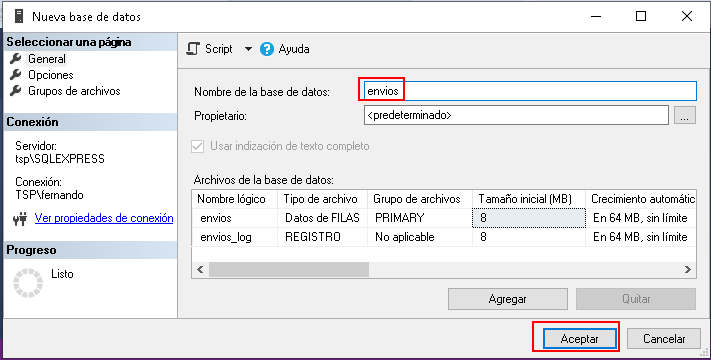 Nueva base de datos
Seleccionar una página
General
Opciones
Grupos de archivos
Conexión
Servidor:
tsp\SQLEXPRESS
Conexión:
TSP\fernando
Ver propiedades de conexión
Progreso
Listo
Script
Ayuda
Nombre de la base de datos: envios
Propietario: <predeterminado> ...
Usar indización de texto completo
Archivos de la base de datos:
Nombre lógico Tipo de archivo Grupo de archivos Tamaño inicial (MB) Crecimiento automátic
envios Datos de FILAS PRIMARY 8 En 64 MB, sin límite
envios_log REGISTRO No aplicable 8 En 64 MB, sin límite
Agregar Quitar
Aceptar Cancelar